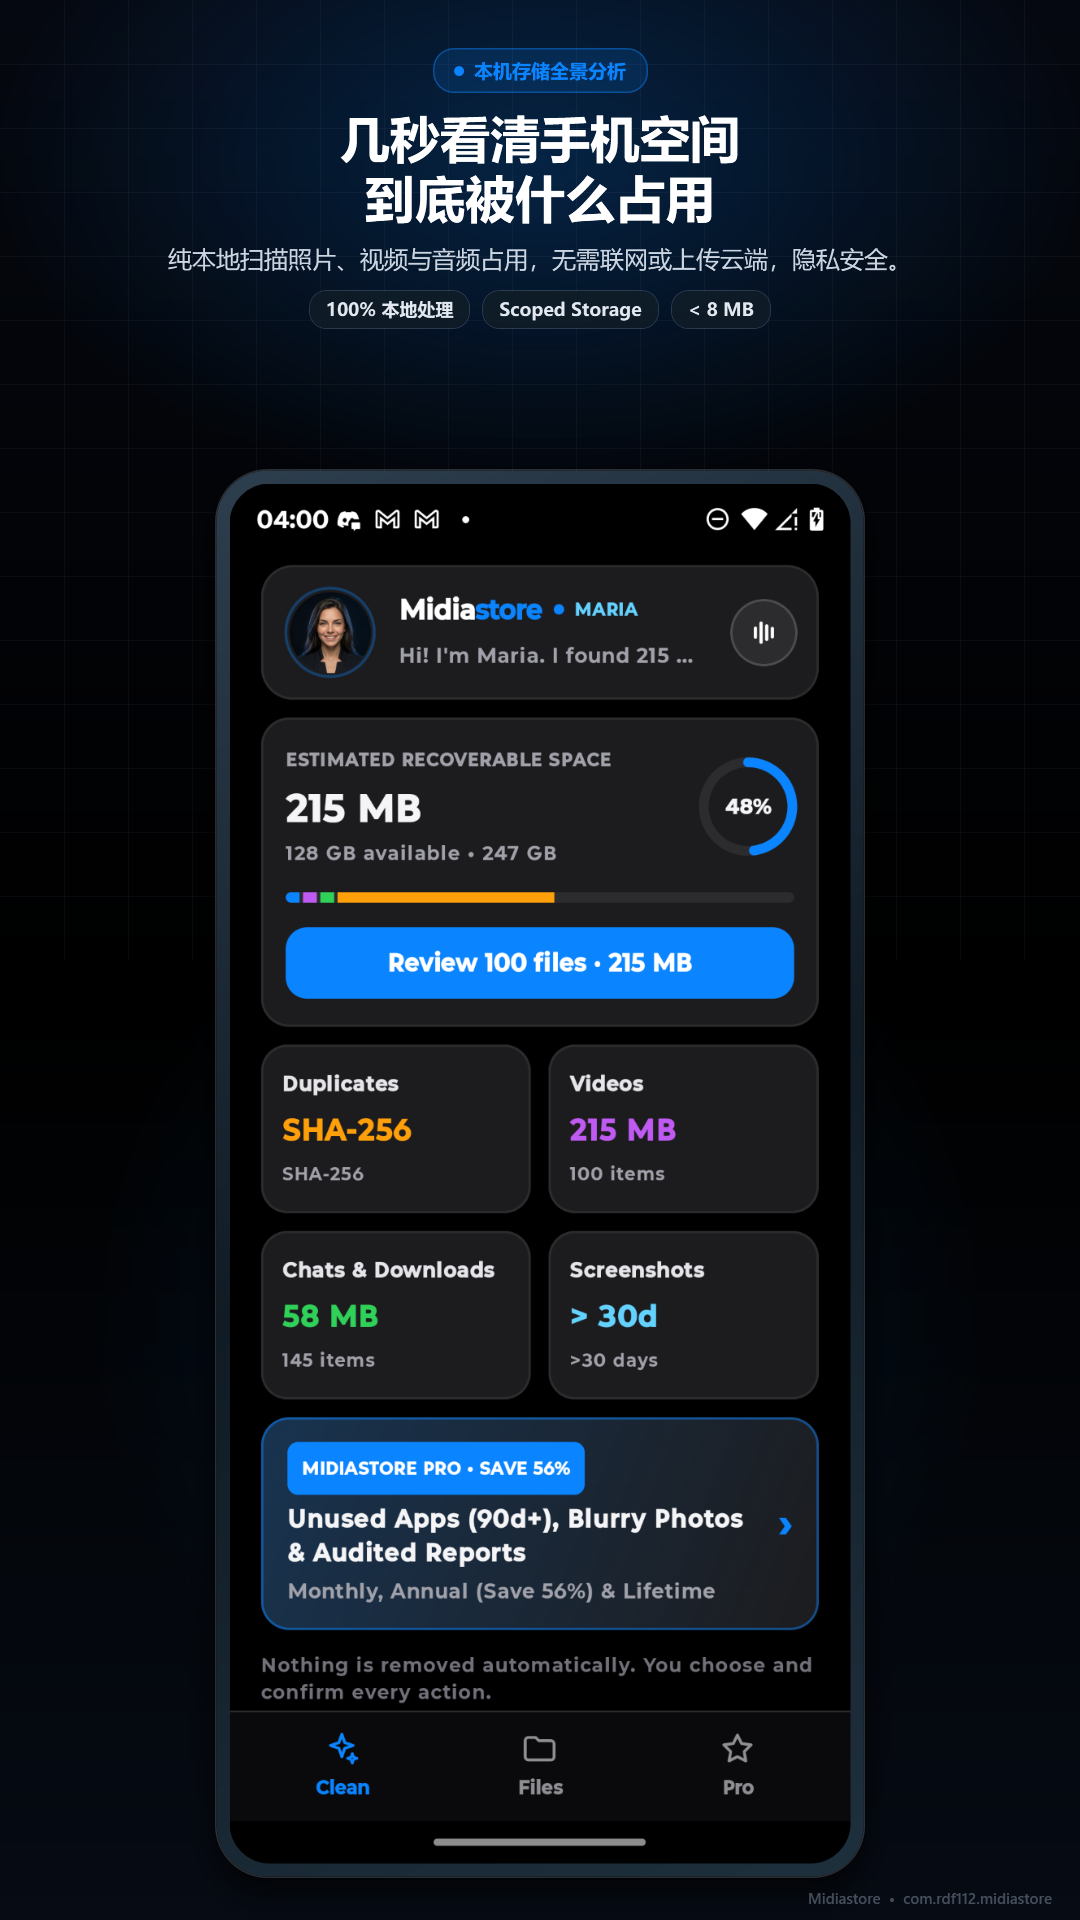 本机存储全景分析
几秒看清手机空间
到底被什么占用
纯本地扫描照片、视频与音频占用，无需联网或上传云端，隐私安全。
100% 本地处理
Scoped Storage
< 8 MB
04:00
Midiastore • MARIA
Hi! I'm Maria. I found 215 ...
ESTIMATED RECOVERABLE SPACE
215 MB
48%
128 GB available • 247 GB
Review 100 files · 215 MB
Duplicates
SHA-256
SHA-256
Videos
215 MB
100 items
Chats & Downloads
58 MB
145 items
Screenshots
> 30d
>30 days
MIDIASTORE PRO • SAVE 56%
Unused Apps (90d+), Blurry Photos
& Audited Reports
Monthly, Annual (Save 56%) & Lifetime
Nothing is removed automatically. You choose and
confirm every action.
Clean
Files
Pro
Midiastore • com.rdf112.midiastore